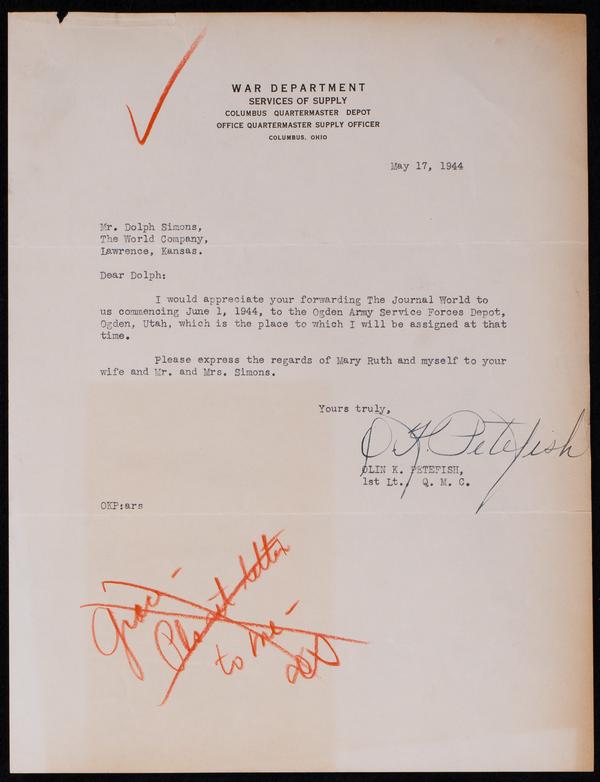 WAR DEPARTMENT
SERVICES OF SUPPLY
COLUMBUS QUARTERMASTER DEPOT
OFFICE QUARTERMASTER SUPPLY OFFICER
COLUMBUS, OHIO
May 17, 1944
Mr. Dolph Simons,
The World Company,
Lawrence, Kansas.
Dear Dolph:
I would appreciate your forwarding The Journal World to
us commencing June 1, 1944, to the Ogden Army Service Forces Depot,
Ogden, Utah, which is the place to which I will be assigned at that
time.
Please express the regards of Mary Ruth and myself to your
wife and Mr. and Mrs. Simons.
Yours truly,
O. K. Petefish
OLIN K. PETEFISH,
1st Lt., Q. M. C.
OKP:ars
Grace-
letter
to me-